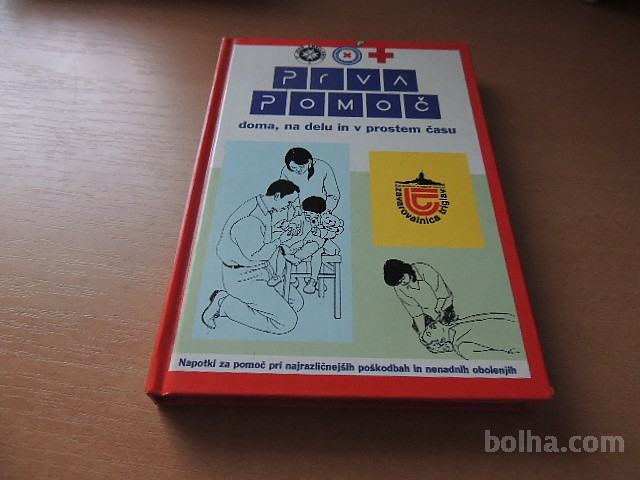 PrVA
POMOČ
doma, na delu in v prostem času
zavarovalnica triglav
Napotki za pomoč pri najrazličnejših poškodbah in nenadnih obolenjih
bolha.com